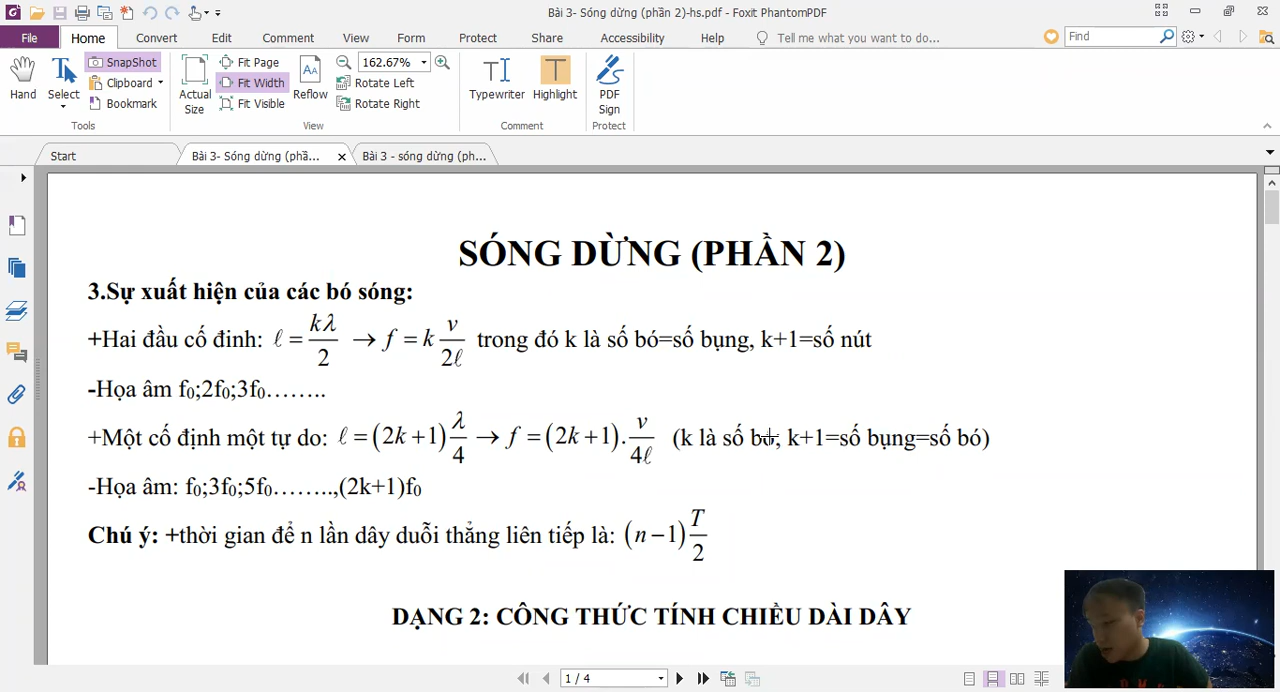 Bài 3- Sóng dừng (phần 2)-hs.pdf - Foxit PhantomPDF
File Home Convert Edit Comment View Form Protect Share Accessibility Help Tell me what you want to do... Find
Hand Select SnapShot Clipboard Bookmark Actual Size Fit Page Fit Width Fit Visible Reflow 162.67% Rotate Left Rotate Right Typewriter Highlight PDF Sign
Tools View Comment Protect
Start Bài 3- Sóng dừng (phầ... Bài 3 - sóng dừng (ph...
SÓNG DỪNG (PHẦN 2)
3.Sự xuất hiện của các bó sóng:
+Hai đầu cố đinh: ℓ = kλ/2 → f = k v/2ℓ trong đó k là số bó=số bụng, k+1=số nút
-Họa âm f₀;2f₀;3f₀……..
+Một cố định một tự do: ℓ = (2k+1) λ/4 → f = (2k+1). v/4ℓ (k là số bó, k+1=số bụng=số bó)
-Họa âm: f₀;3f₀;5f₀……..,(2k+1)f₀
Chú ý: +thời gian để n lần dây duỗi thẳng liên tiếp là: (n−1) T/2
DẠNG 2: CÔNG THỨC TÍNH CHIỀU DÀI DÂY
1 / 4